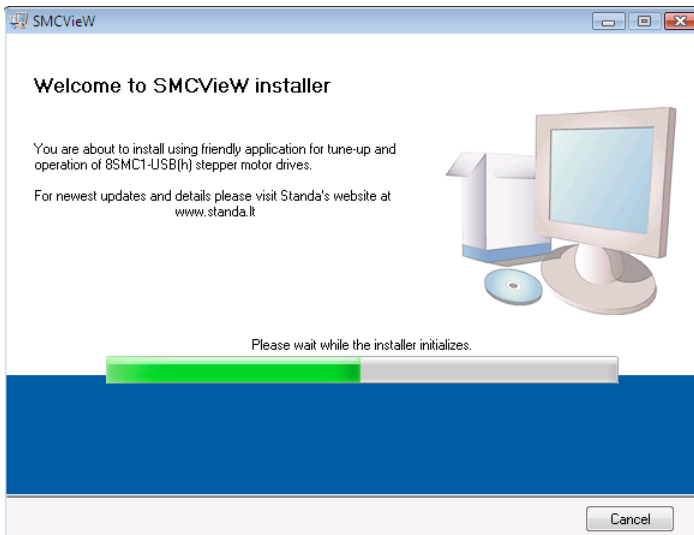 SMCVieW
Welcome to SMCVieW installer
You are about to install using friendly application for tune-up and
operation of 8SMC1-USB(h) stepper motor drives.
For newest updates and details please visit Standa's website at
www.standa.lt
Please wait while the installer initializes.
Cancel